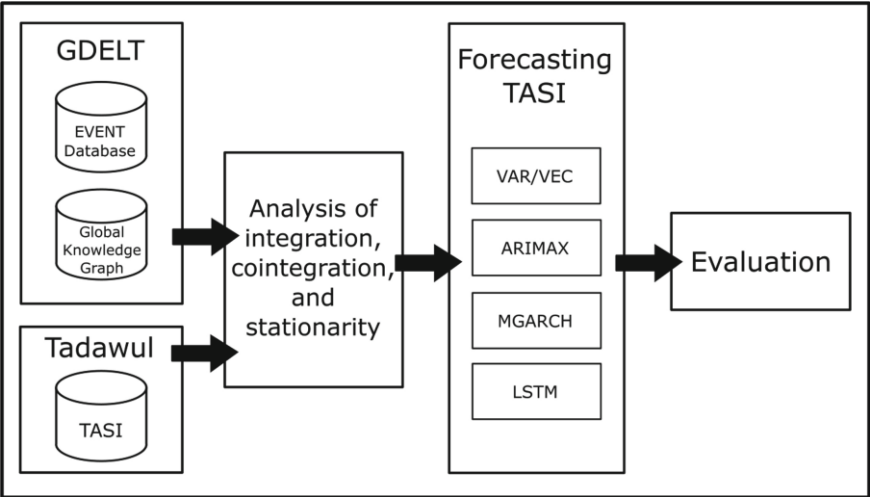 GDELT
EVENT
Database
Global
Knowledge
Graph
Tadawul
TASI
Analysis of
integration,
cointegration,
and
stationarity
Forecasting
TASI
VAR/VEC
ARIMAX
MGARCH
LSTM
Evaluation